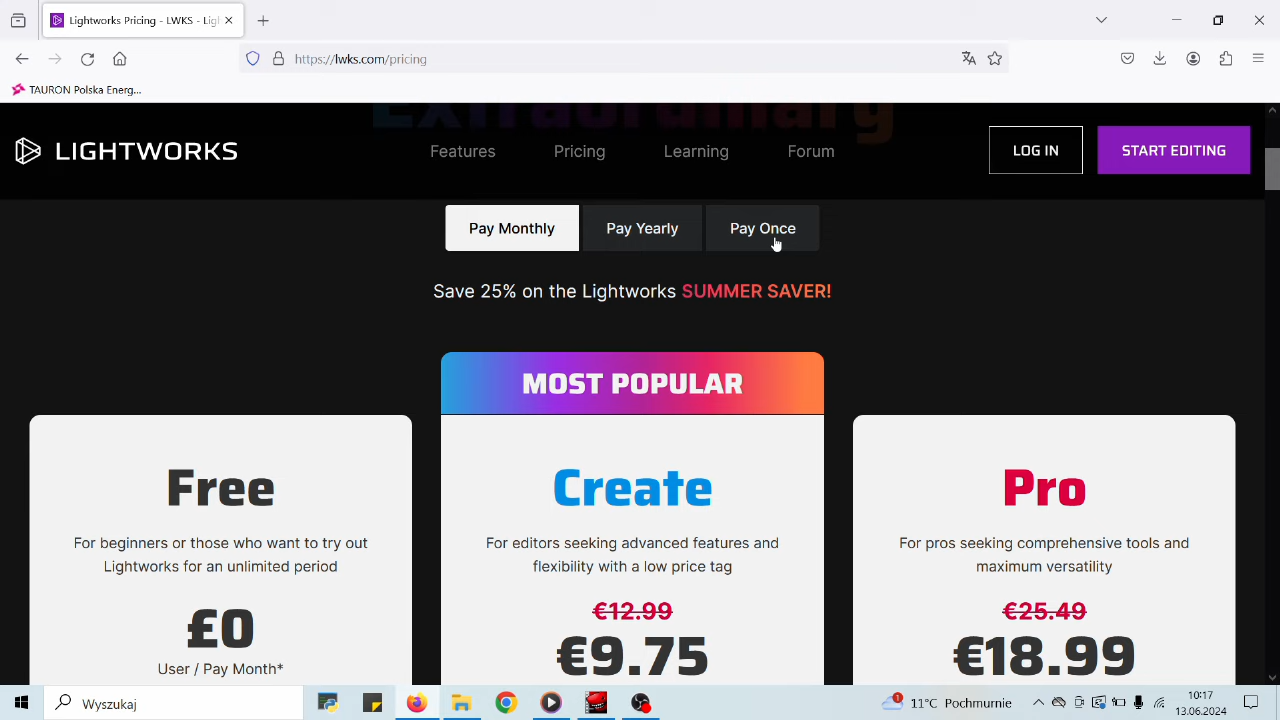 Lightworks Pricing - LWKS - Ligh
https://lwks.com/pricing
TAURON Polska Energ...
Extraordinary
LIGHTWORKS
Features
Pricing
Learning
Forum
LOG IN
START EDITING
Pay Monthly
Pay Yearly
Pay Once
Save 25% on the Lightworks SUMMER SAVER!
MOST POPULAR
Free
For beginners or those who want to try out
Lightworks for an unlimited period
£0
User / Pay Month*
Create
For editors seeking advanced features and
flexibility with a low price tag
€12.99
€9.75
Pro
For pros seeking comprehensive tools and
maximum versatility
€25.49
€18.99
Wyszukaj
1
11°C Pochmurnie
10:17
13.06.2024